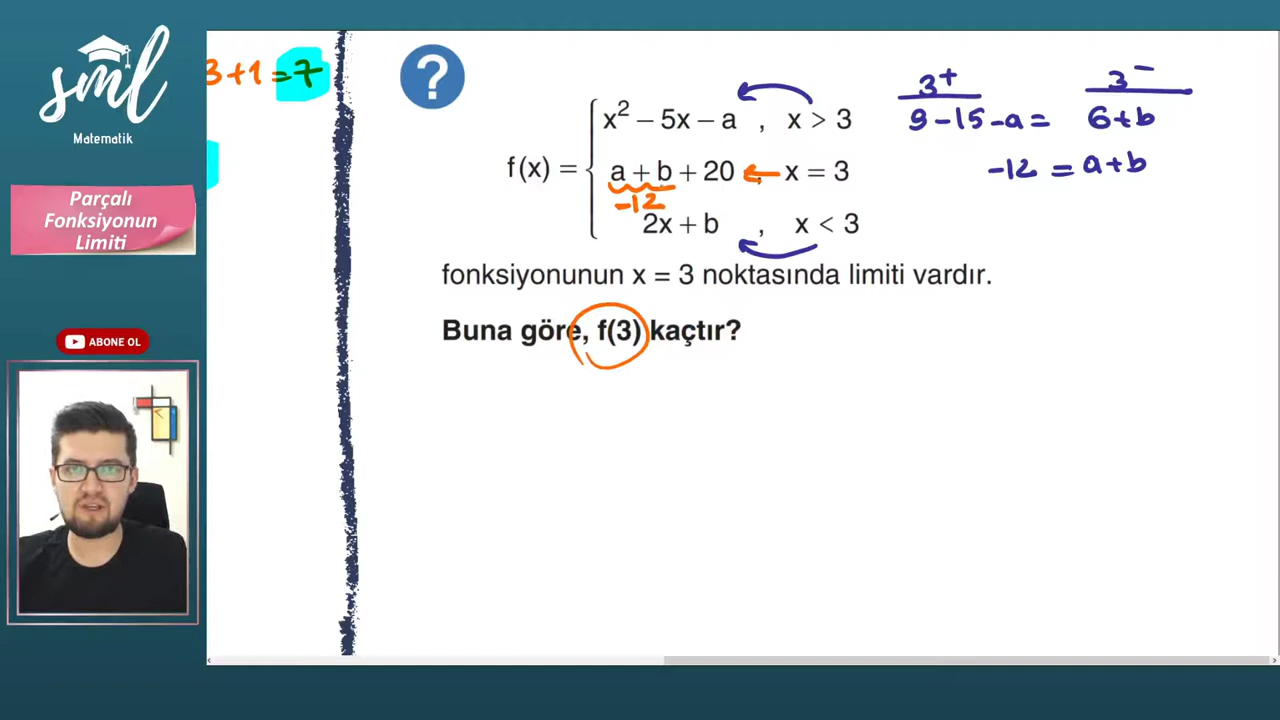 sml
Matematik
Parçalı
Fonksiyonun
Limiti
ABONE OL
3+1=7
?
3⁺ 3⁻
x² – 5x – a , x > 3
9-15-a= 6+b
f(x) = a + b + 20 , x = 3
-12 = a+b
-12
2x + b , x < 3
fonksiyonunun x = 3 noktasında limiti vardır.
Buna göre, f(3) kaçtır?